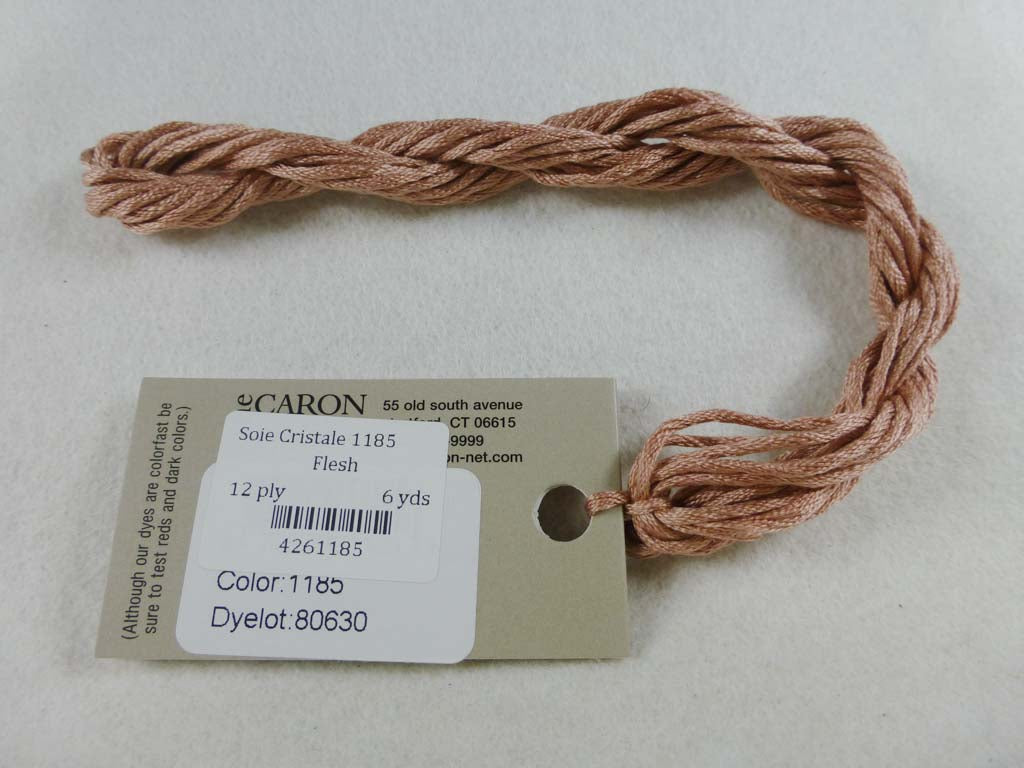 CARON
55 old south avenue
CT 06615
9999
on-net.com
(Although our dyes are colorfast be
sure to test reds and dark colors.)
Soie Cristale 1185
Flesh
12 ply 6 yds
4261185
Color:1185
Dyelot:80630